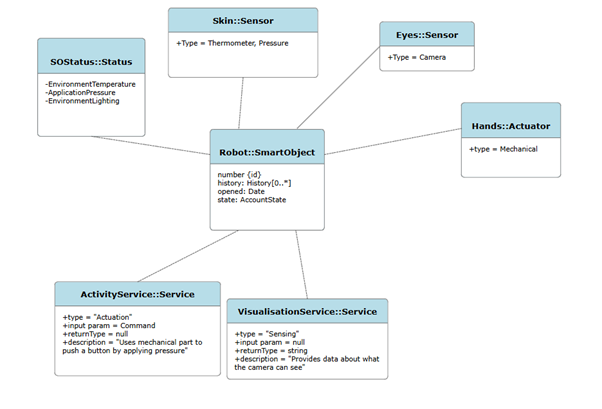 Skin::Sensor
+Type = Thermometer, Pressure
Eyes::Sensor
+Type = Camera
SOStatus::Status
-EnvironmentTemperature
-ApplicationPressure
-EnvironmentLighting
Hands::Actuator
+type = Mechanical
Robot::SmartObject
number {id}
history: History[0..*]
opened: Date
state: AccountState
ActivityService::Service
+type = "Actuation"
+input param = Command
+returnType = null
+description = "Uses mechanical part to
push a button by applying pressure"
VisualisationService::Service
+type = "Sensing"
+input param = null
+returnType = string
+description = "Provides data about what
the camera can see"